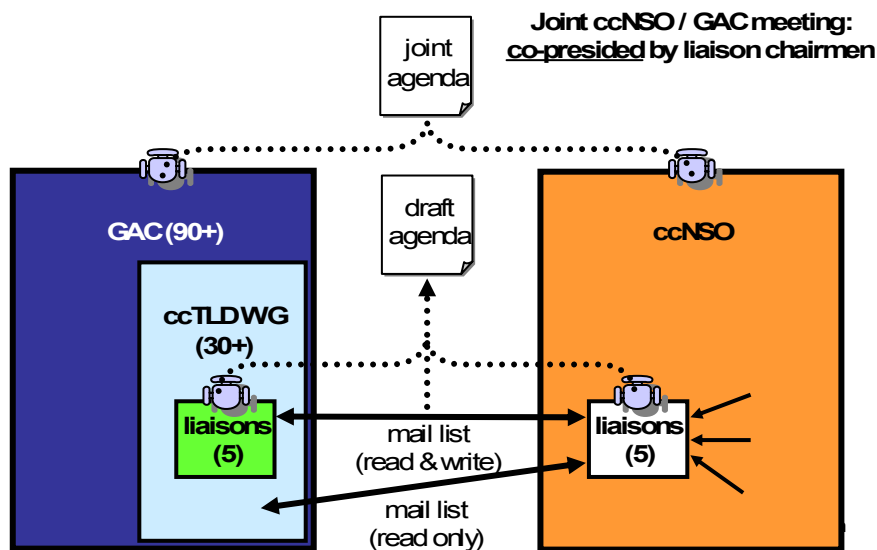 Joint ccNSO / GAC meeting:
co-presided by liaison chairmen
joint
agenda
GAC (90+)
draft
agenda
ccNSO
ccTLD WG
(30+)
liaisons
(5)
mail list
(read & write)
liaisons
(5)
mail list
(read only)